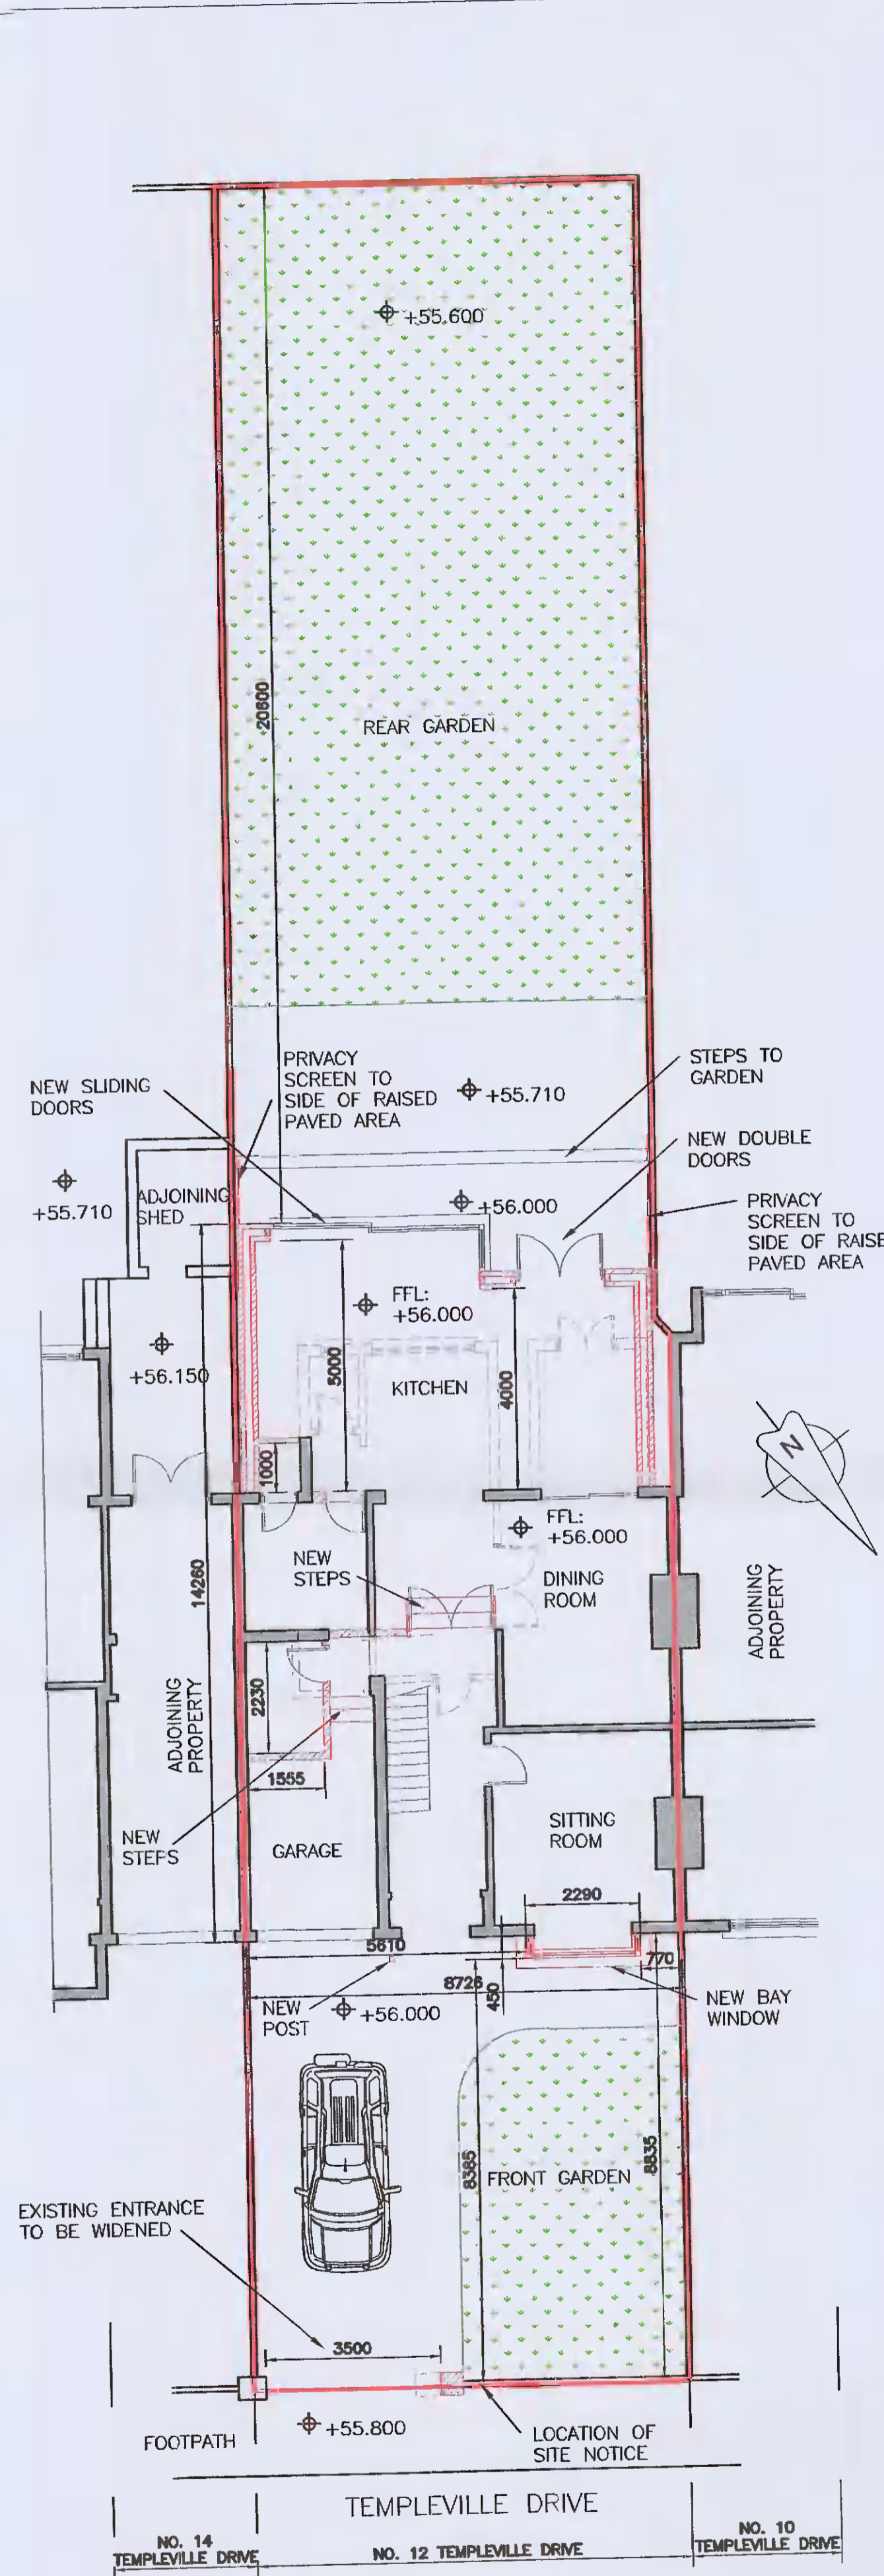 +55.600
20600
REAR GARDEN
NEW SLIDING
DOORS
PRIVACY
SCREEN TO
SIDE OF RAISED
PAVED AREA
+55.710
STEPS TO
GARDEN
NEW DOUBLE
DOORS
+55.710
ADJOINING
SHED
+56.000
PRIVACY
SCREEN TO
SIDE OF RAISE
PAVED AREA
FFL:
+56.000
+56.150
5000
KITCHEN
4000
1000
N
FFL:
+56.000
NEW
STEPS
DINING
ROOM
14260
ADJOINING
PROPERTY
2230
ADJOINING
PROPERTY
1555
NEW
STEPS
GARAGE
SITTING
ROOM
2290
5610
770
8726
450
NEW
POST
+56.000
NEW BAY
WINDOW
8385
FRONT GARDEN
8835
EXISTING ENTRANCE
TO BE WIDENED
3500
FOOTPATH
+55.800
LOCATION OF
SITE NOTICE
TEMPLEVILLE DRIVE
NO. 14
TEMPLEVILLE DRIVE
NO. 12 TEMPLEVILLE DRIVE
NO. 10
TEMPLEVILLE DRIVE